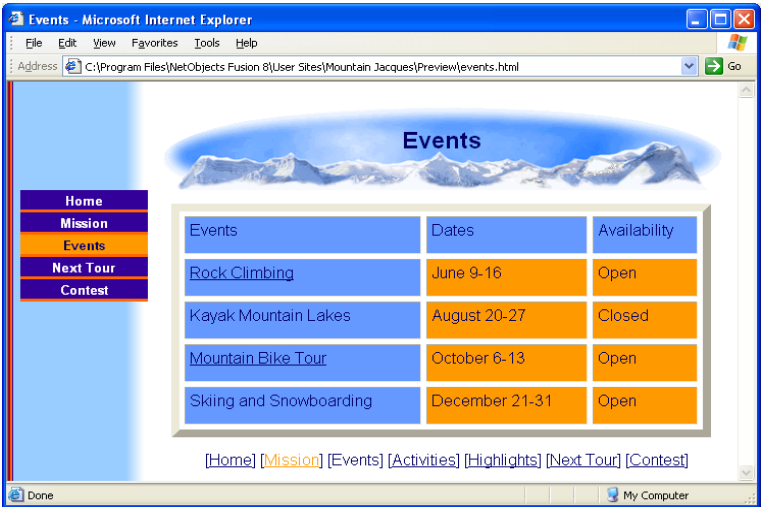 Events - Microsoft Internet Explorer
File Edit View Favorites Tools Help
Address C:\Program Files\NetObjects Fusion 8\User Sites\Mountain Jacques\Preview\events.html Go
Events
Home
Mission
Events
Next Tour
Contest
Events Dates Availability
Rock Climbing June 9-16 Open
Kayak Mountain Lakes August 20-27 Closed
Mountain Bike Tour October 6-13 Open
Skiing and Snowboarding December 21-31 Open
[Home] [Mission] [Events] [Activities] [Highlights] [Next Tour] [Contest]
Done My Computer